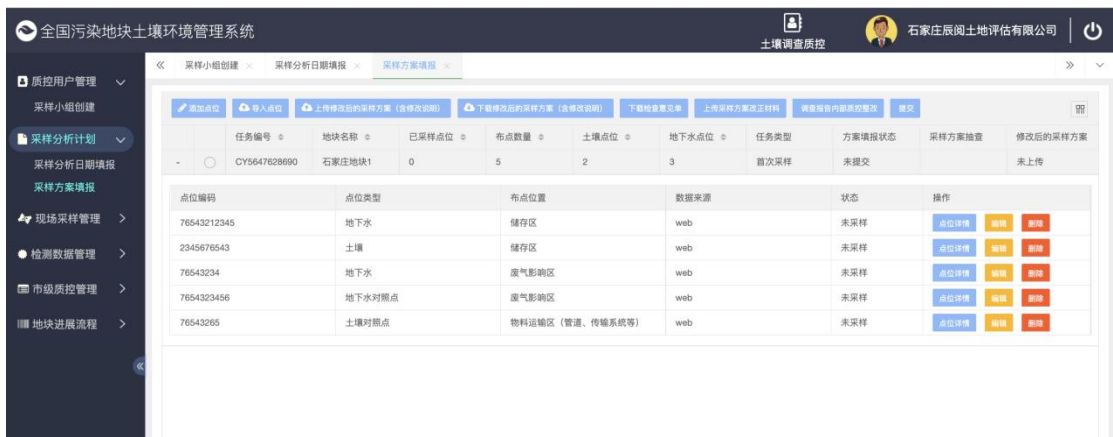 全国污染地块土壤环境管理系统
土壤调查质控
石家庄辰阅土地评估有限公司
采样小组创建 × 采样分析日期填报 × 采样方案填报 ×
质控用户管理
采样小组创建
采样分析计划
采样分析日期填报
采样方案填报
现场采样管理
检测数据管理
市级质控管理
地块进展流程
添加点位 导入点位 上传修改后的采样方案（含修改说明） 下载修改后的采样方案（含修改说明） 下载检查意见单 上传采样方案改正材料 调查报告内部质控整改 提交
任务编号 地块名称 已采样点位 布点数量 土壤点位 地下水点位 任务类型 方案填报状态 采样方案抽查 修改后的采样方案
- CY5647628690 石家庄地块1 0 5 2 3 首次采样 未提交 未上传
点位编码 点位类型 布点位置 数据来源 状态 操作
76543212345 地下水 储存区 web 未采样 点位详情 编辑 删除
2345676543 土壤 储存区 web 未采样 点位详情 编辑 删除
76543234 地下水 废气影响区 web 未采样 点位详情 编辑 删除
7654323456 地下水对照点 废气影响区 web 未采样 点位详情 编辑 删除
76543265 土壤对照点 物料运输区（管道、传输系统等） web 未采样 点位详情 编辑 删除